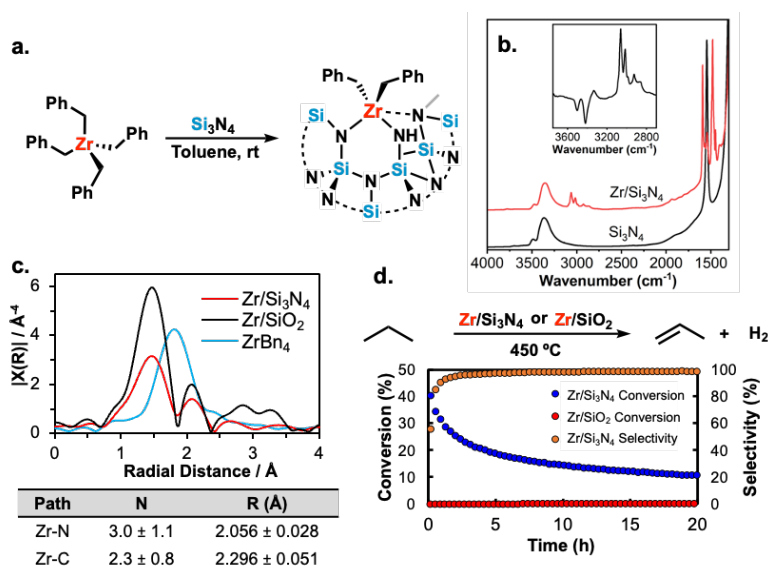 a.
Ph
Ph
Zr
Ph
Ph
Si₃N₄
Toluene, rt
Ph
Ph
Zr
Si
N
Si
N
NH
Si
Si
N
Si
N
N
N
N
Si
b.
3600 3200 2800
Wavenumber (cm⁻¹)
Zr/Si₃N₄
Si₃N₄
4000 3500 3000 2500 2000 1500
Wavenumber (cm⁻¹)
c.
|X(R)| / Å⁻⁴
6
4
2
0
Zr/Si₃N₄
Zr/SiO₂
ZrBn₄
0 1 2 3 4
Radial Distance / Å
Path N R (Å)
Zr-N 3.0 ± 1.1 2.056 ± 0.028
Zr-C 2.3 ± 0.8 2.296 ± 0.051
d.
Zr/Si₃N₄ or Zr/SiO₂
450 ºC
+ H₂
Conversion (%)
50
40
30
20
10
0
Zr/Si₃N₄ Conversion
Zr/SiO₂ Conversion
Zr/Si₃N₄ Selectivity
100
80
60
40
20
0
Selectivity (%)
0 5 10 15 20
Time (h)